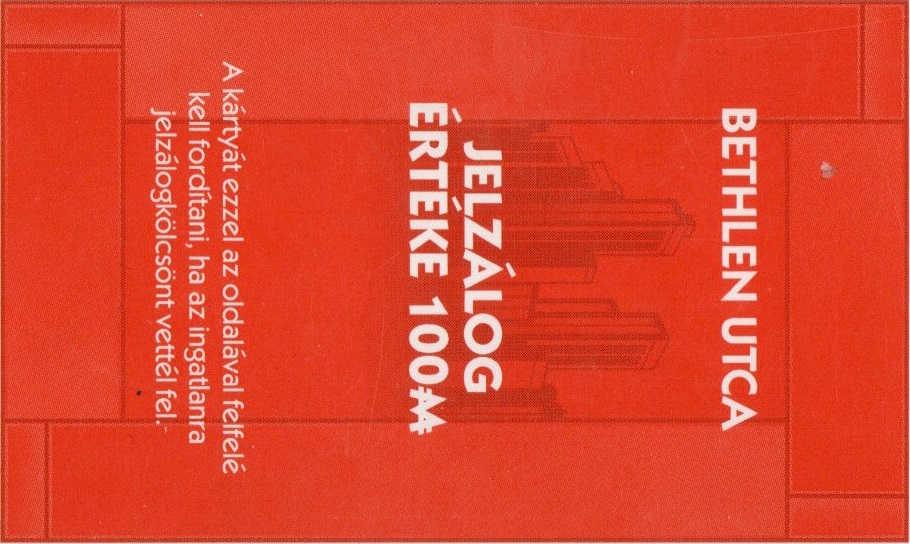 BETHLEN UTCA
JELZÁLOG
ÉRTÉKE 100₳
A kártyát ezzel az oldalával felfelé
kell fordítani, ha az ingatlanra
jelzálogkölcsönt vettél fel.